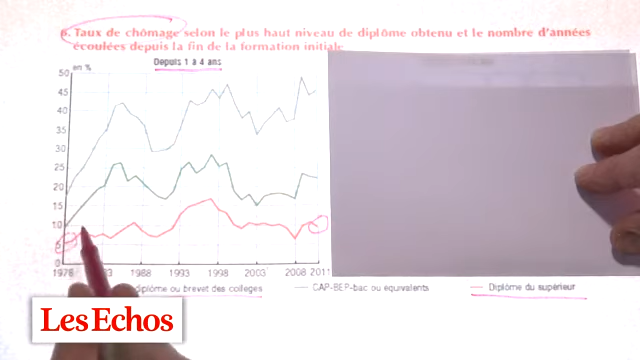 Taux de chômage selon le plus haut niveau de diplôme obtenu et le nombre d'années
écoulées depuis la fin de la formation initiale
en %
Depuis 1 à 4 ans
50
45
40
35
30
25
20
15
10
5
0
1978 1988 1993 1998 2003 2008 2011
diplôme ou brevet des collèges CAP-BEP-bac ou équivalents Diplôme du supérieur
Les Echos